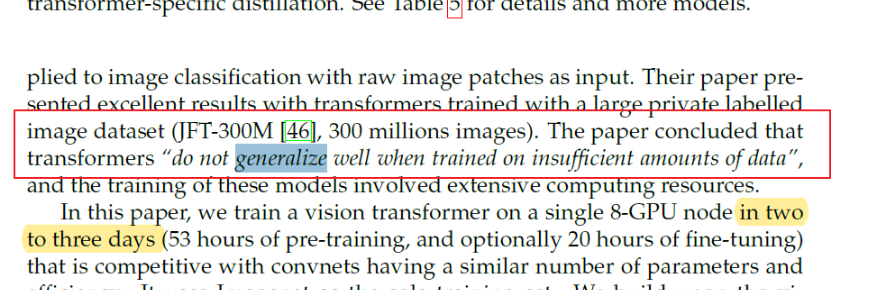 transformer-specific distillation. See Table 5 for details and more models.
plied to image classification with raw image patches as input. Their paper pre-
sented excellent results with transformers trained with a large private labelled
image dataset (JFT-300M [46], 300 millions images). The paper concluded that
transformers “do not generalize well when trained on insufficient amounts of data”,
and the training of these models involved extensive computing resources.
In this paper, we train a vision transformer on a single 8-GPU node in two
to three days (53 hours of pre-training, and optionally 20 hours of fine-tuning)
that is competitive with convnets having a similar number of parameters and